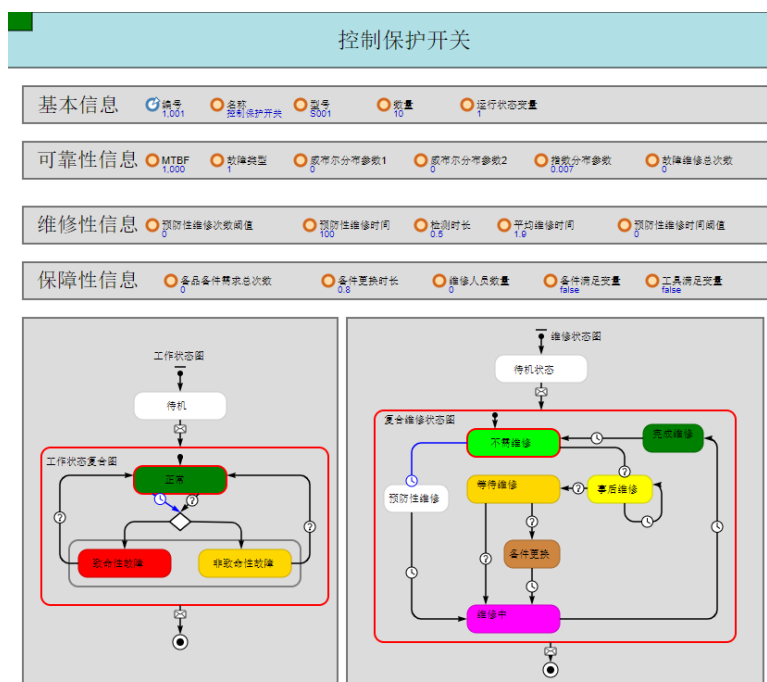 控制保护开关
基本信息 编号 名称 型号 数量 运行状态变量
1,001 控制保护开关 S001 10 1
可靠性信息 MTBF 故障类型 威布尔分布参数1 威布尔分布参数2 指数分布参数 故障维修总次数
1,000 1 0 0 0.007 0
维修性信息 预防性维修次数阈值 预防性维修时间 检测时长 平均维修时间 预防性维修时间阈值
0 100 0.5 1.9 0
保障性信息 备品备件需求总次数 备件更换时长 维修人员数量 备件满足变量 工具满足变量
0 0.8 0 false false
工作状态图
待机
工作状态复合图
正常
?
? ?
致命性故障 非致命性故障
维修状态图
待机状态
复合维修状态图
不需维修 完成维修
?
预防性维修 等待维修 ? 事后维修
?
? 备件更换
维修中